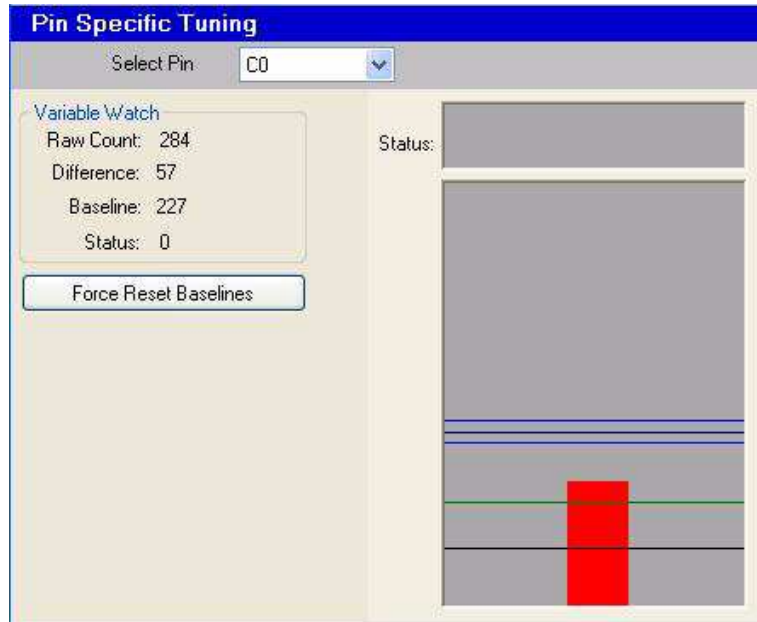 Pin Specific Tuning
Select Pin C0
Variable Watch
Raw Count: 284
Difference: 57
Baseline: 227
Status: 0
Force Reset Baselines
Status: